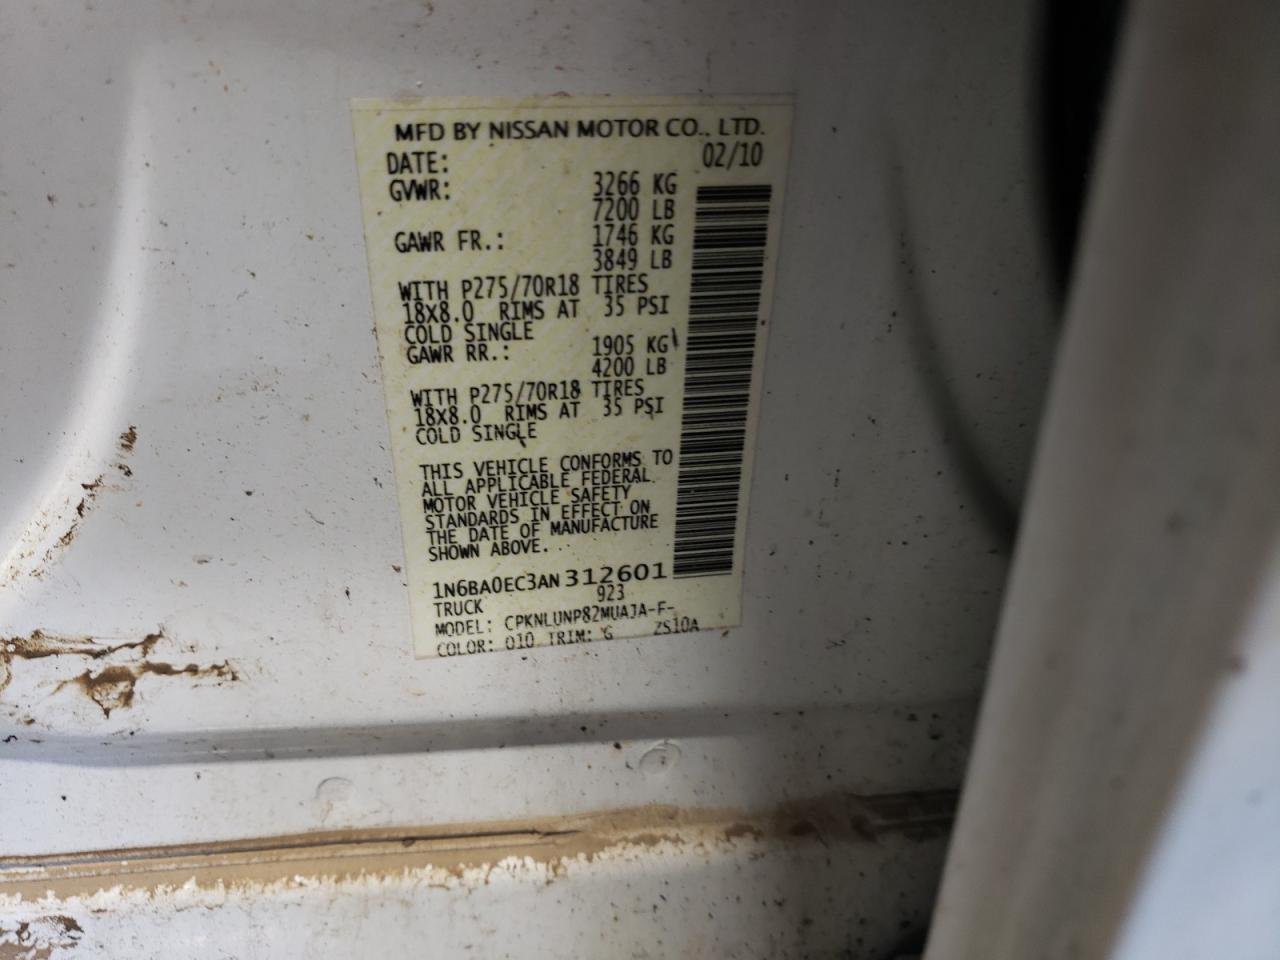 MFD BY NISSAN MOTOR CO., LTD.
DATE: 02/10
GVWR: 3266 KG
7200 LB
GAWR FR.: 1746 KG
3849 LB
WITH P275/70R18 TIRES
18X8.0 RIMS AT 35 PSI
COLD SINGLE
GAWR RR.: 1905 KG
4200 LB
WITH P275/70R18 TIRES
18X8.0 RIMS AT 35 PSI
COLD SINGLE
THIS VEHICLE CONFORMS TO
ALL APPLICABLE FEDERAL
MOTOR VEHICLE SAFETY
STANDARDS IN EFFECT ON
THE DATE OF MANUFACTURE
SHOWN ABOVE.
1N6BA0EC3AN312601
TRUCK 923
MODEL: CPKNLUNP82MUAJA-F-
COLOR: 010 TRIM: G ZS10A